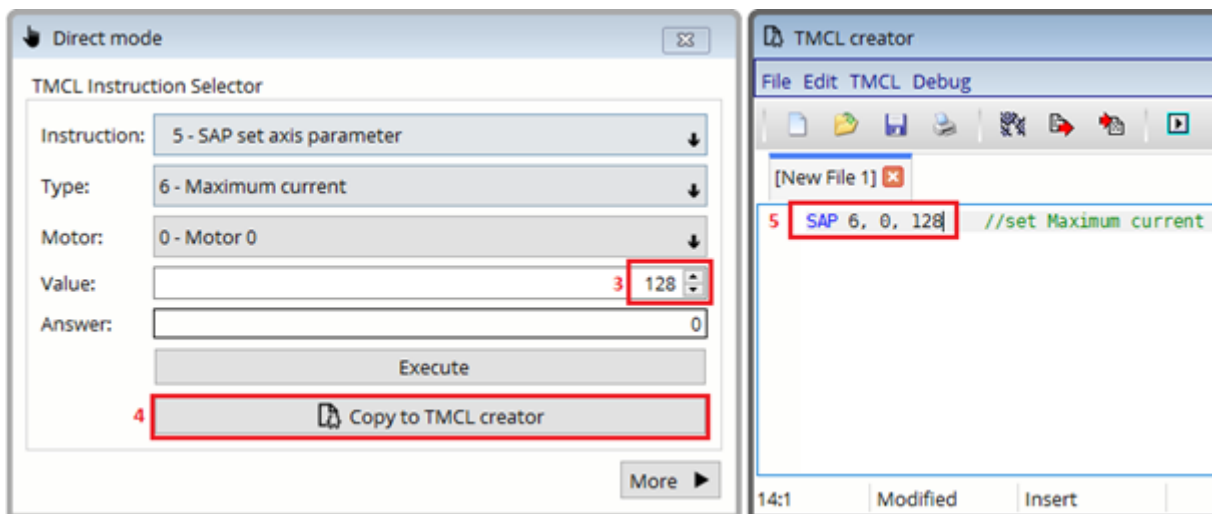 Direct mode
TMCL Instruction Selector
Instruction: 5 - SAP set axis parameter
Type: 6 - Maximum current
Motor: 0 - Motor 0
Value: 3 128
Answer: 0
Execute
4 Copy to TMCL creator
More
TMCL creator
File Edit TMCL Debug
[New File 1]
5 SAP 6, 0, 128 //set Maximum current
14:1 Modified Insert